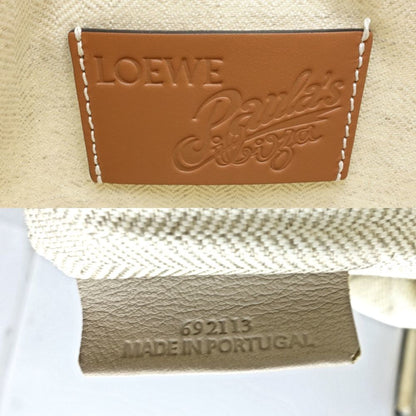 LOEWE
Paula's
Ibiza
692113
MADE IN PORTUGAL